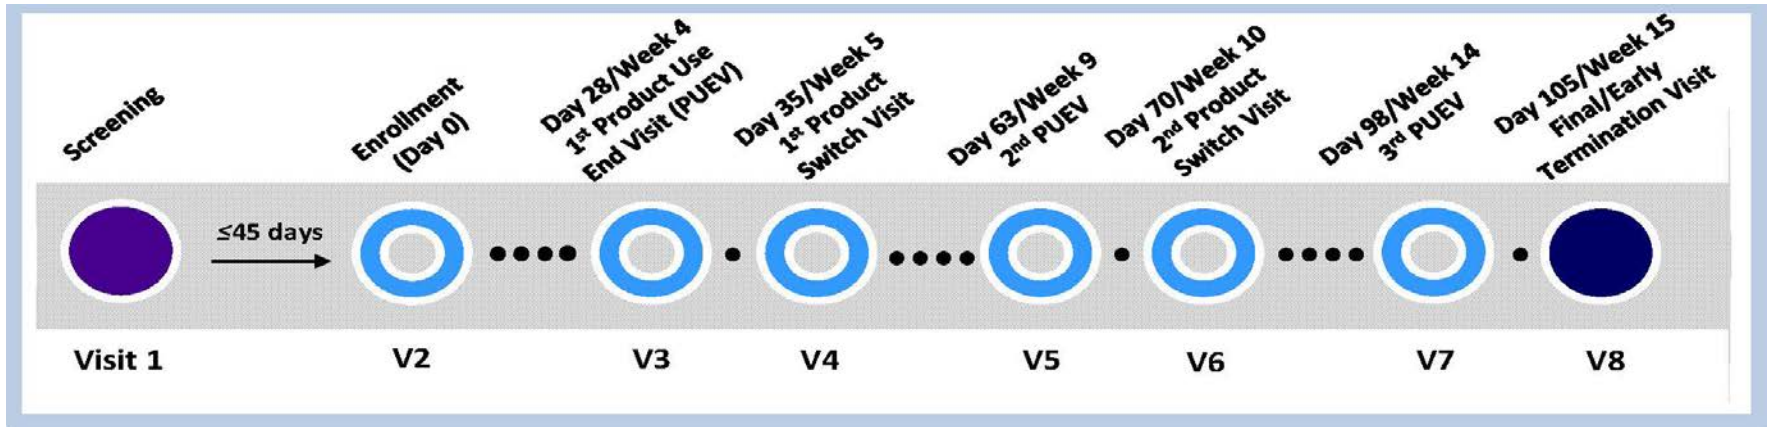 Screening
Enrollment
(Day 0)
Day 28/Week 4
1st Product Use
End Visit (PUEV)
Day 35/Week 5
1st Product
Switch Visit
Day 63/Week 9
2nd PUEV
Day 70/Week 10
2nd Product
Switch Visit
Day 98/Week 14
3rd PUEV
Day 105/Week 15
Final/Early
Termination Visit
≤45 days
Visit 1
V2
V3
V4
V5
V6
V7
V8